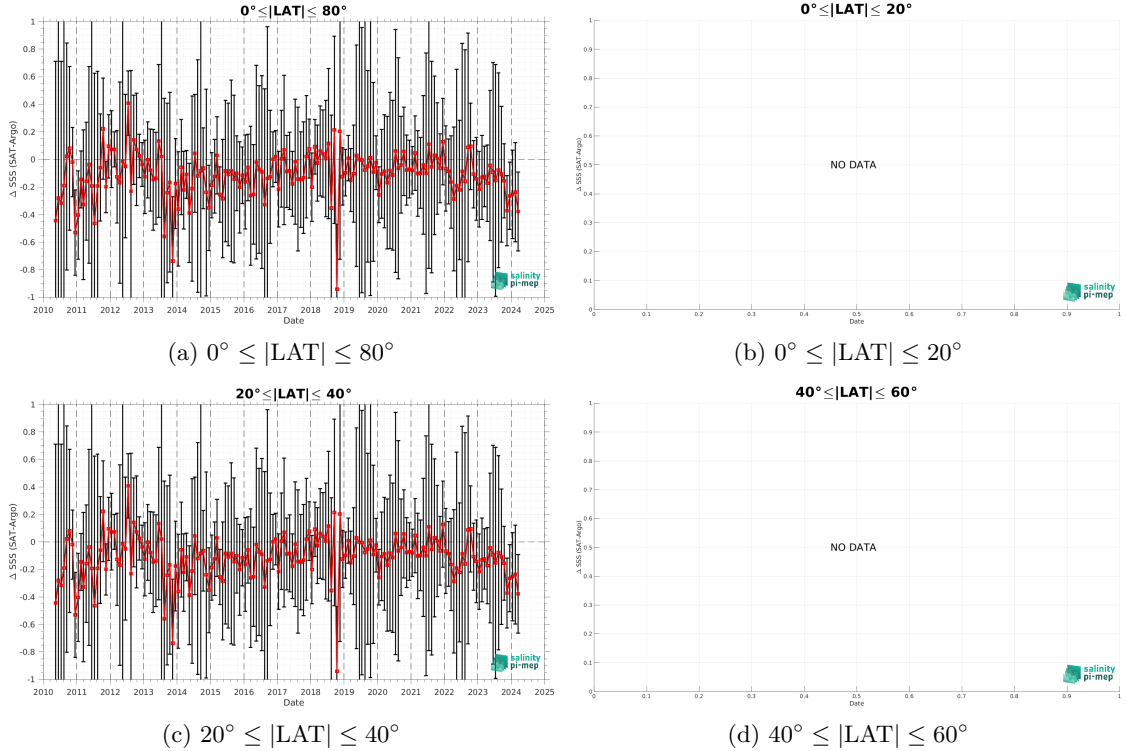 0°≤|LAT|≤ 80°
Δ SSS (SAT-Argo)
1
0.8
0.6
0.4
0.2
0
-0.2
-0.4
-0.6
-0.8
-1
2010 2011 2012 2013 2014 2015 2016 2017 2018 2019 2020 2021 2022 2023 2024 2025
Date
salinity
pi-mep
(a) 0° ≤ |LAT| ≤ 80°
0°≤|LAT|≤ 20°
Δ SSS (SAT-Argo)
1
0.9
0.8
0.7
0.6
0.5
0.4
0.3
0.2
0.1
0
NO DATA
0 0.1 0.2 0.3 0.4 0.5 0.6 0.7 0.8 0.9 1
Date
salinity
pi-mep
(b) 0° ≤ |LAT| ≤ 20°
20°≤|LAT|≤ 40°
Δ SSS (SAT-Argo)
1
0.8
0.6
0.4
0.2
0
-0.2
-0.4
-0.6
-0.8
-1
2010 2011 2012 2013 2014 2015 2016 2017 2018 2019 2020 2021 2022 2023 2024 2025
Date
salinity
pi-mep
(c) 20° ≤ |LAT| ≤ 40°
40°≤|LAT|≤ 60°
Δ SSS (SAT-Argo)
1
0.9
0.8
0.7
0.6
0.5
0.4
0.3
0.2
0.1
0
NO DATA
0 0.1 0.2 0.3 0.4 0.5 0.6 0.7 0.8 0.9 1
Date
salinity
pi-mep
(d) 40° ≤ |LAT| ≤ 60°